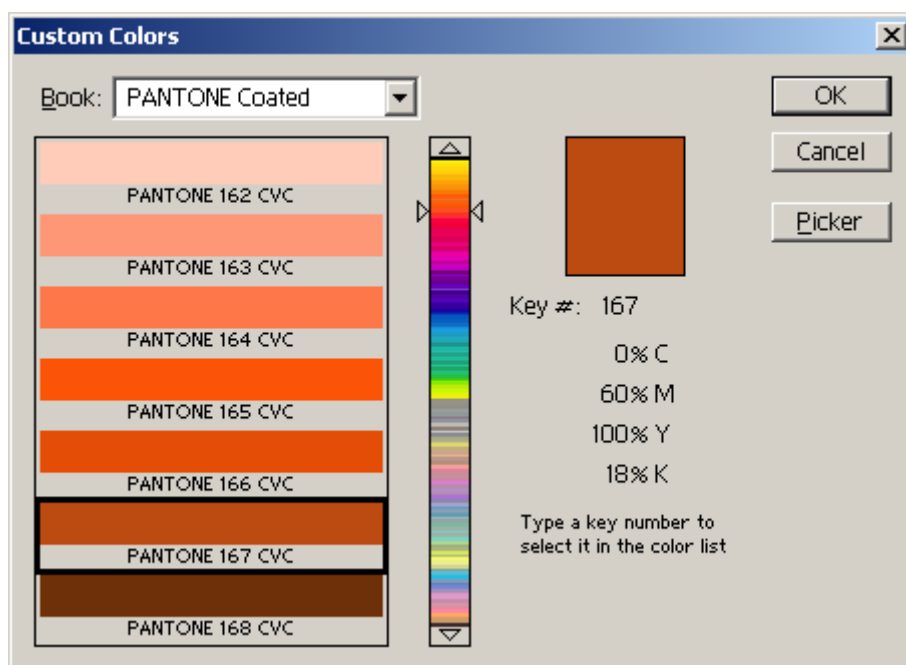 Custom Colors
Book: PANTONE Coated
OK
Cancel
Picker
PANTONE 162 CVC
PANTONE 163 CVC
PANTONE 164 CVC
PANTONE 165 CVC
PANTONE 166 CVC
PANTONE 167 CVC
PANTONE 168 CVC
Key #: 167
0% C
60% M
100% Y
18% K
Type a key number to
select it in the color list